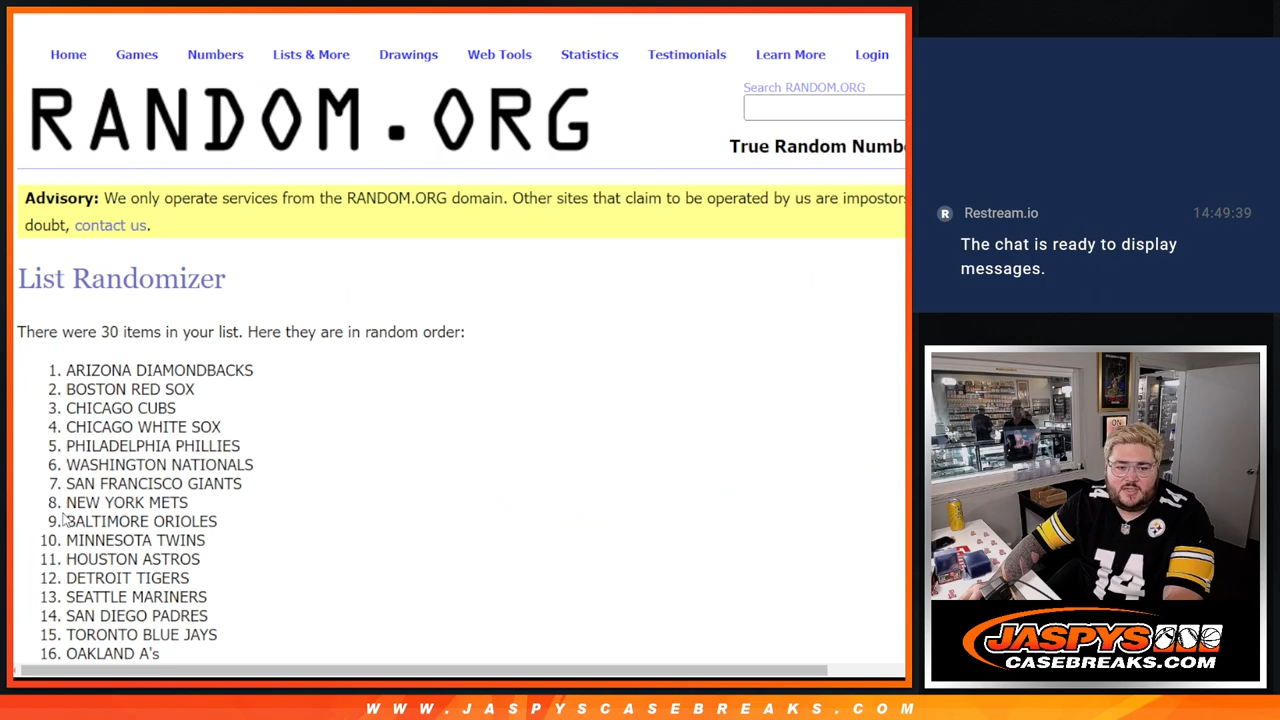 Home Games Numbers Lists & More Drawings Web Tools Statistics Testimonials Learn More Login
RANDOM.ORG
Search RANDOM.ORG
True Random Numb
Advisory: We only operate services from the RANDOM.ORG domain. Other sites that claim to be operated by us are impostors
doubt, contact us.
List Randomizer
There were 30 items in your list. Here they are in random order:
1. ARIZONA DIAMONDBACKS
2. BOSTON RED SOX
3. CHICAGO CUBS
4. CHICAGO WHITE SOX
5. PHILADELPHIA PHILLIES
6. WASHINGTON NATIONALS
7. SAN FRANCISCO GIANTS
8. NEW YORK METS
9. BALTIMORE ORIOLES
10. MINNESOTA TWINS
11. HOUSTON ASTROS
12. DETROIT TIGERS
13. SEATTLE MARINERS
14. SAN DIEGO PADRES
15. TORONTO BLUE JAYS
16. OAKLAND A's
R Restream.io 14:49:39
The chat is ready to display
messages.
ON
14
14
JASPYS
CASEBREAKS.COM
WWW.JASPYSCASEBREAKS.COM